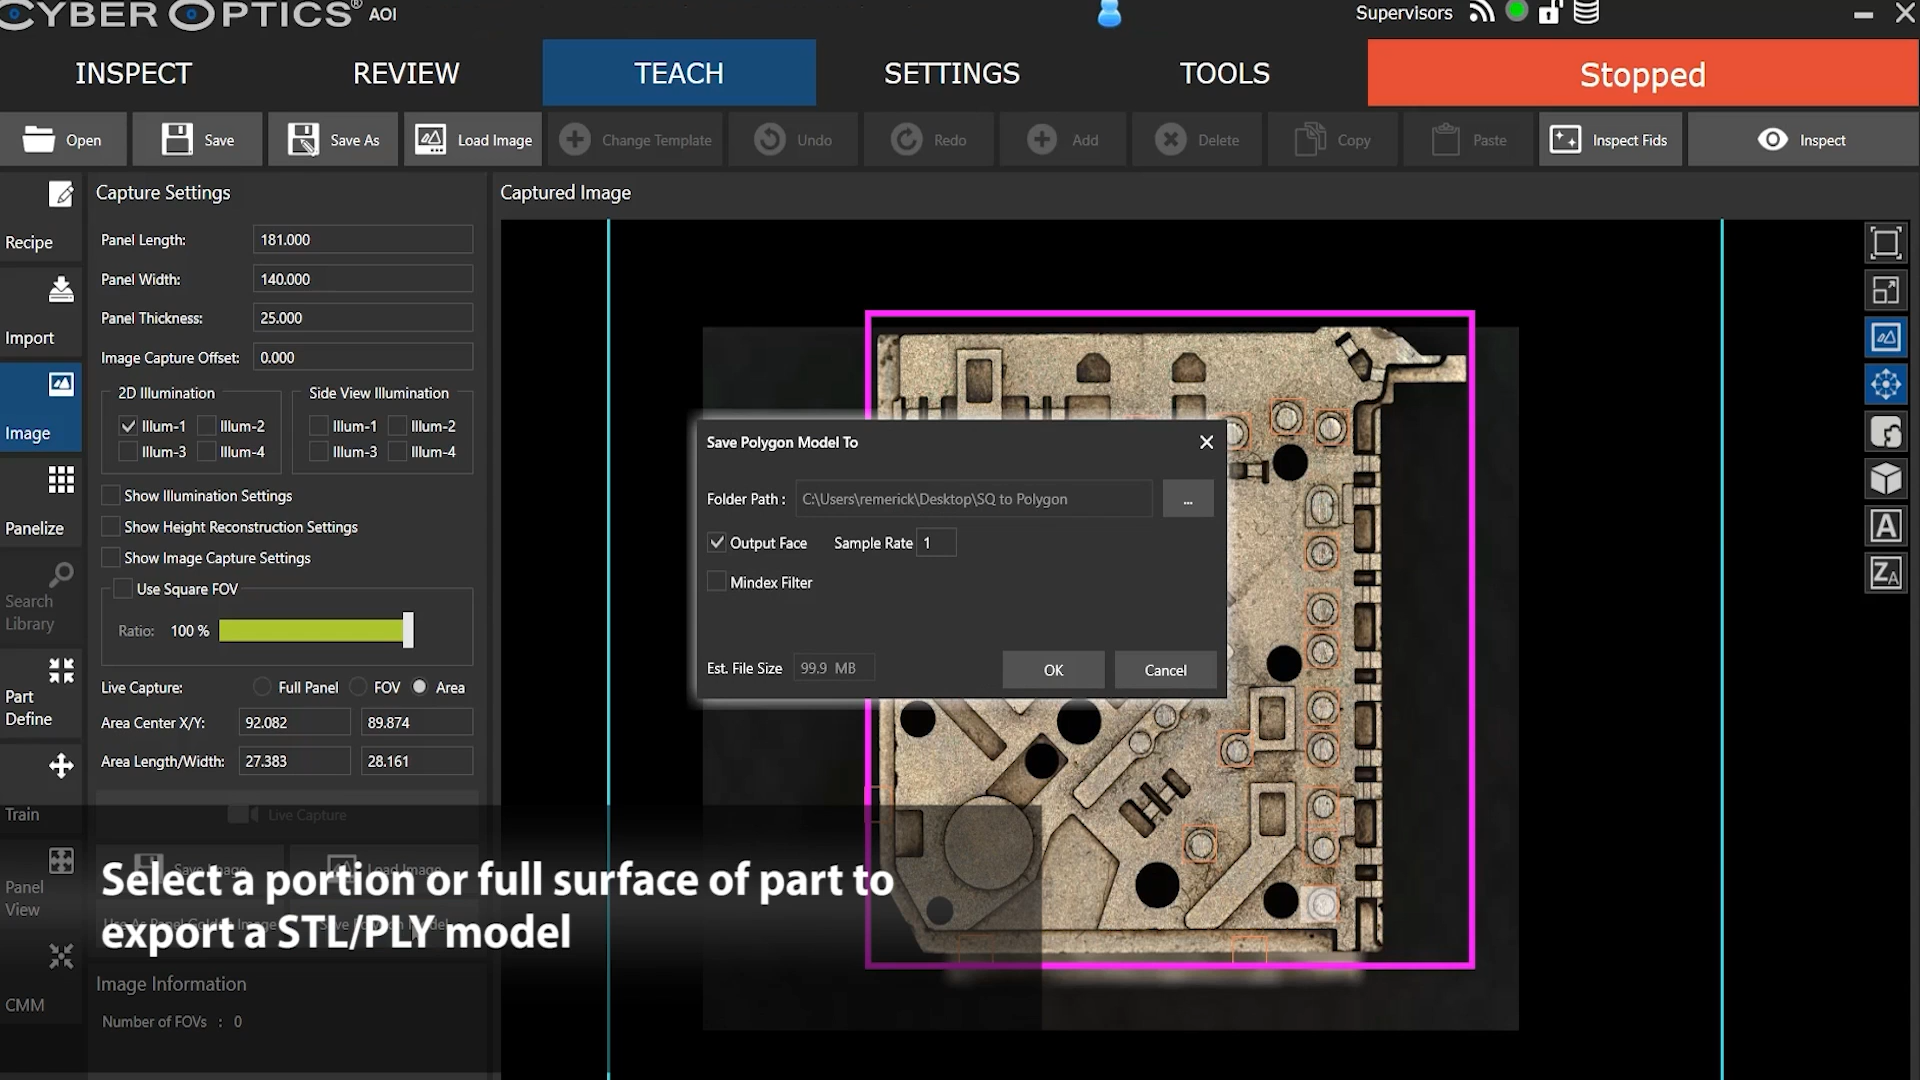 CYBEROPTICS® AOI
Supervisors
INSPECT REVIEW TEACH SETTINGS TOOLS Stopped
Open Save Save As Load Image Change Template Undo Redo Add Delete Copy Paste Inspect Fids Inspect
Recipe
Import
Image
Panelize
Search
Library
Part
Define
Train
Panel
View
CMM
Capture Settings
Panel Length: 181.000
Panel Width: 140.000
Panel Thickness: 25.000
Image Capture Offset: 0.000
2D Illumination
Illum-1 Illum-2
Illum-3 Illum-4
Side View Illumination
Illum-1 Illum-2
Illum-3 Illum-4
Show Illumination Settings
Show Height Reconstruction Settings
Show Image Capture Settings
Use Square FOV
Ratio: 100 %
Live Capture: Full Panel FOV Area
Area Center X/Y: 92.082 89.874
Area Length/Width: 27.383 28.161
Live Capture
Save Image Load Image
Select a portion or full surface of part to
export a STL/PLY model
Image Information
Number of FOVs : 0
Captured Image
Save Polygon Model To
Folder Path : C:\Users\remerick\Desktop\SQ to Polygon ...
Output Face Sample Rate 1
Mindex Filter
Est. File Size 99.9 MB OK Cancel
A
ZA